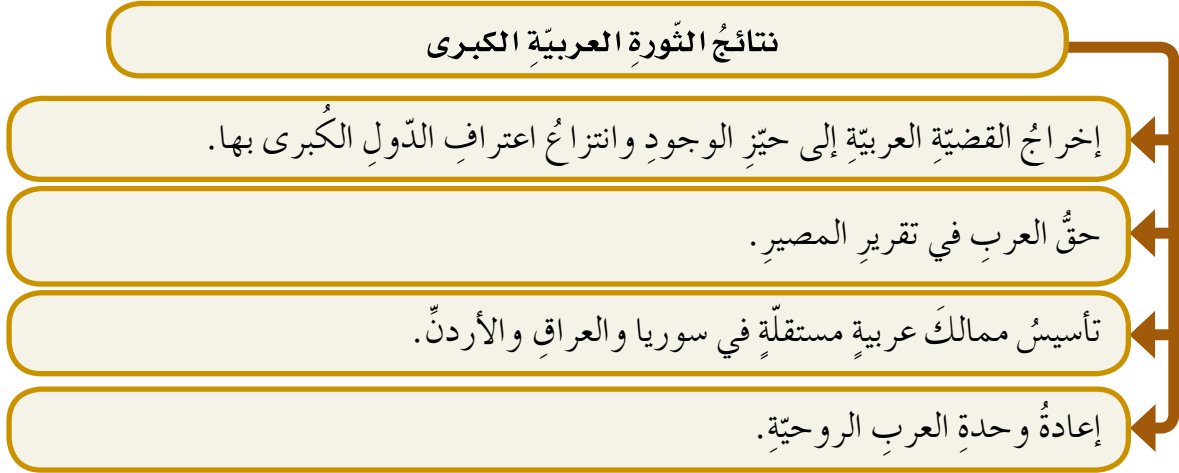 نتائجُ الثّورةِ العربيّةِ الكبرى
إخراجُ القضيّةِ العربيّةِ إلى حيّزِ الوجودِ وانتزاعُ اعترافِ الدّولِ الكُبرى بها.
حقُّ العربِ في تقريرِ المصيرِ.
تأسيسُ ممالكَ عربيةٍ مستقلّةٍ في سوريا والعراقِ والأردنِّ.
إعادةُ وحدةِ العربِ الروحيّةِ.